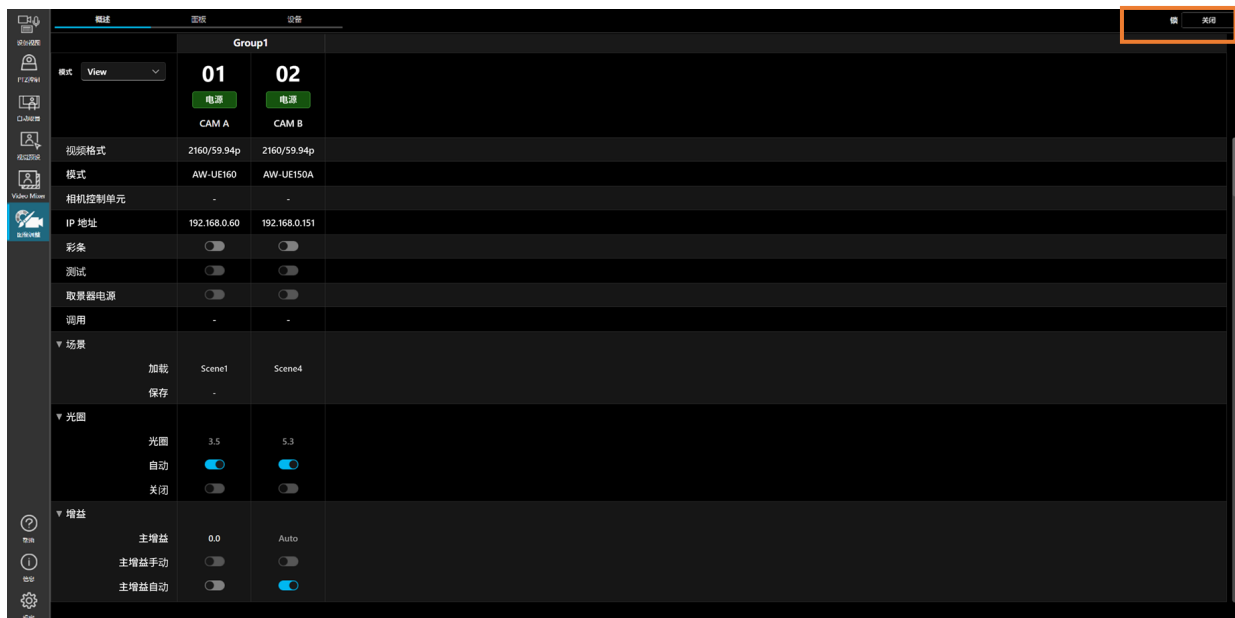 概述 面板 设备 锁 关闭
Group1
模式 View 01 02
电源 电源
CAM A CAM B
视频格式 2160/59.94p 2160/59.94p
模式 AW-UE160 AW-UE150A
相机控制单元 - -
IP 地址 192.168.0.60 192.168.0.151
彩条
测试
取景器电源
调用 - -
▼ 场景
加载 Scene1 Scene4
保存 -
▼ 光圈
光圈 3.5 5.3
自动
关闭
▼ 增益
主增益 0.0 Auto
主增益手动
主增益自动
Video Mixer